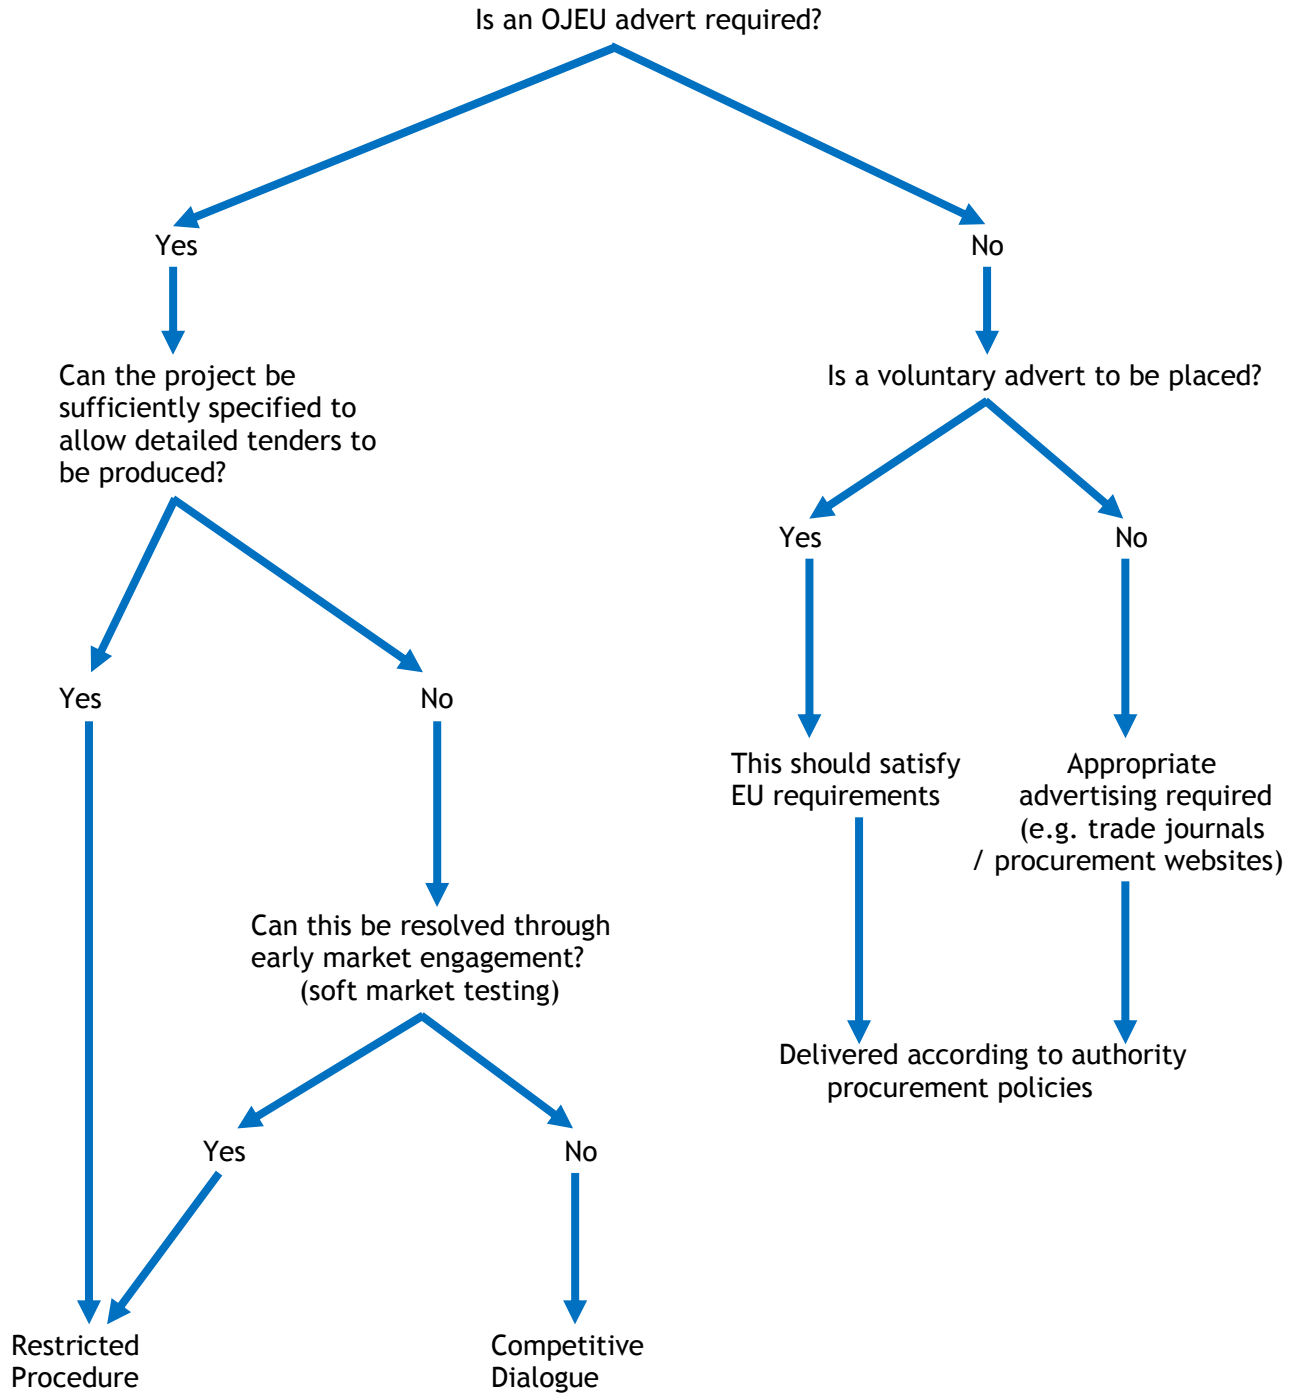 Is an OJEU advert required?
Yes
No
Can the project be
sufficiently specified to
allow detailed tenders to
be produced?
Is a voluntary advert to be placed?
Yes
No
Yes
No
This should satisfy
EU requirements
Appropriate
advertising required
(e.g. trade journals
/ procurement websites)
Can this be resolved through
early market engagement?
(soft market testing)
Delivered according to authority
procurement policies
Yes
No
Restricted
Procedure
Competitive
Dialogue